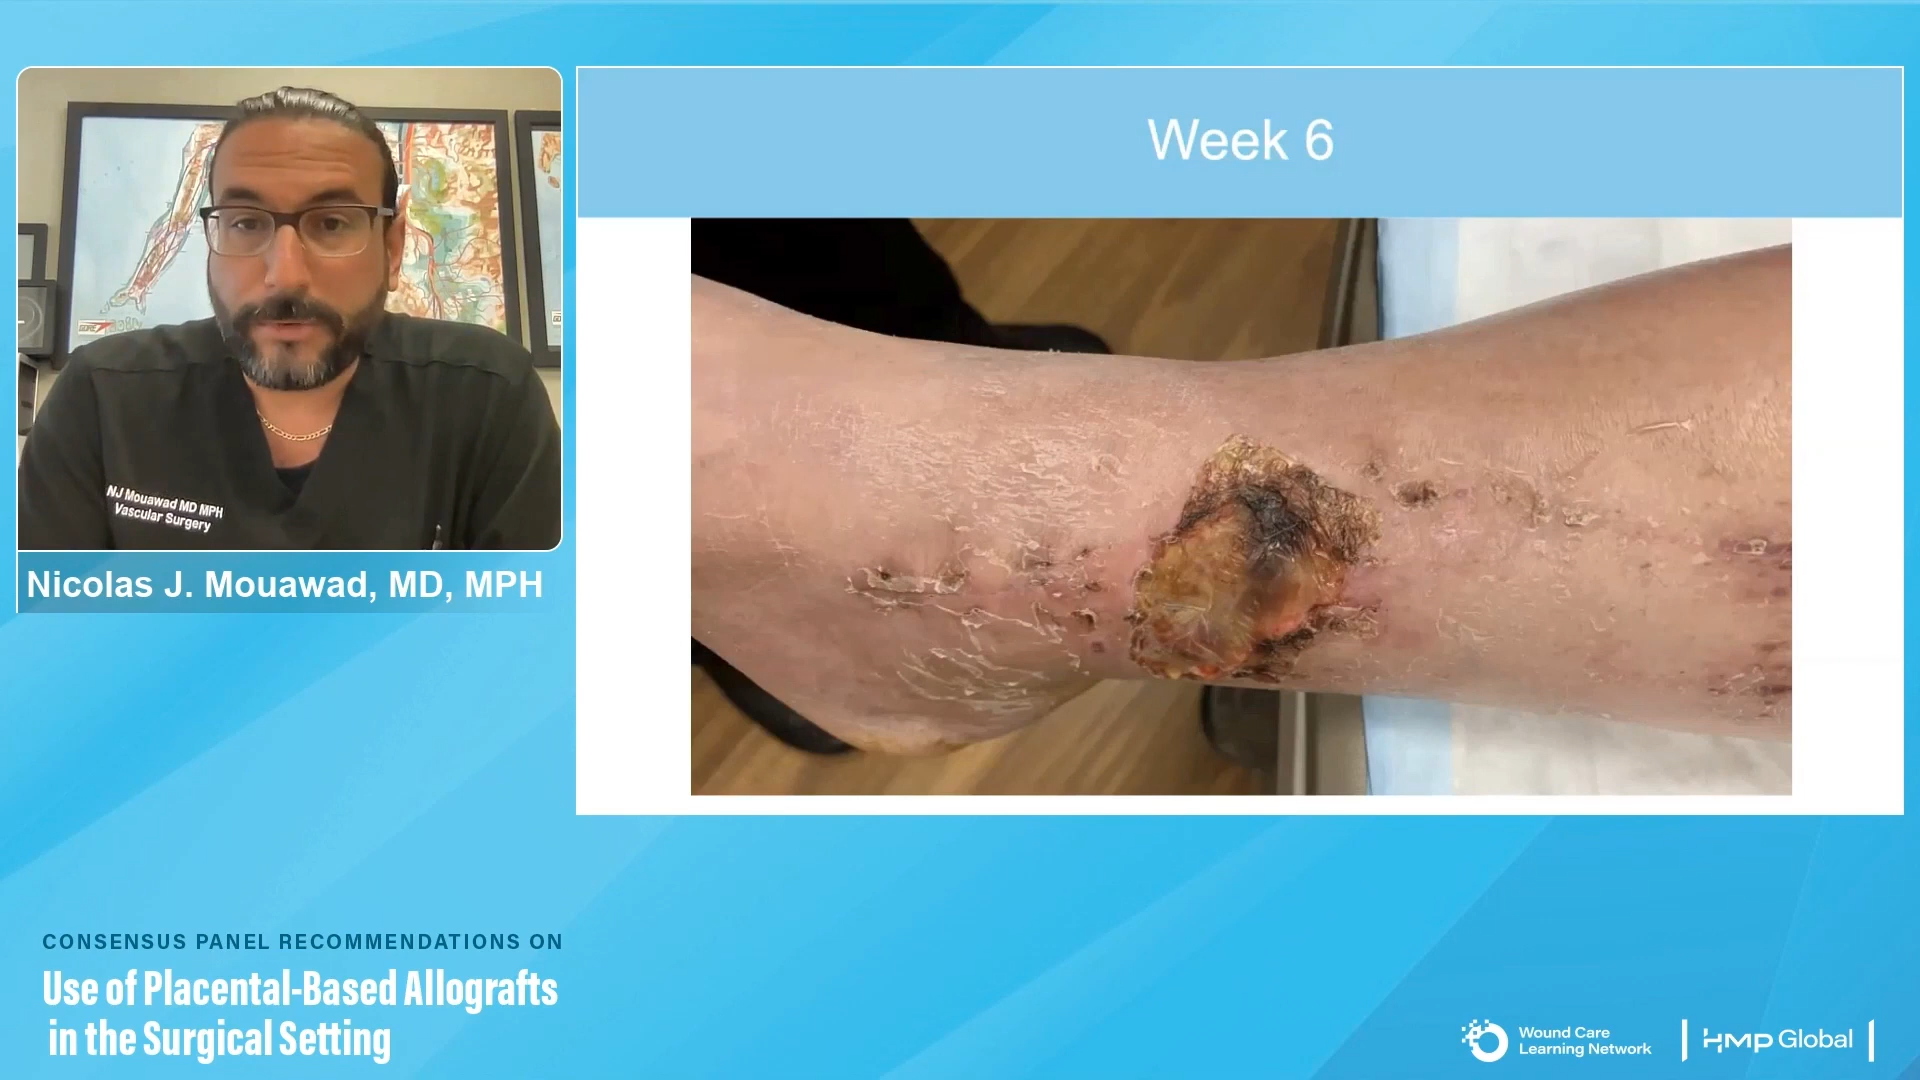 Week 6
GORE
NJ Mouawad MD MPH
Vascular Surgery
Nicolas J. Mouawad, MD, MPH
CONSENSUS PANEL RECOMMENDATIONS ON
Use of Placental-Based Allografts
in the Surgical Setting
Wound Care
Learning Network
HMP Global